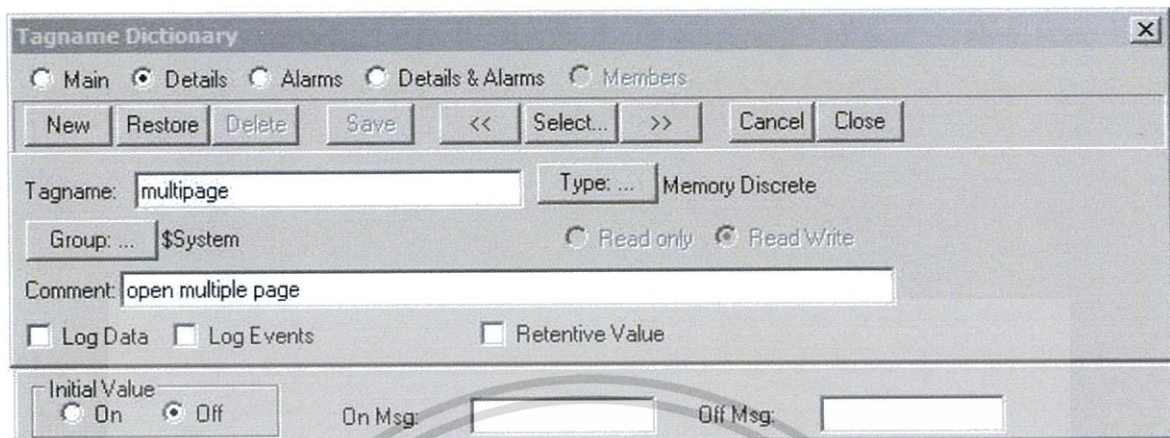 Tagname Dictionary
Main Details Alarms Details & Alarms Members
New Restore Delete Save << Select... >> Cancel Close
Tagname: multipage Type: ... Memory Discrete
Group: ... $System Read only Read Write
Comment: open multiple page
Log Data Log Events Retentive Value
Initial Value
On Off On Msg: Off Msg: